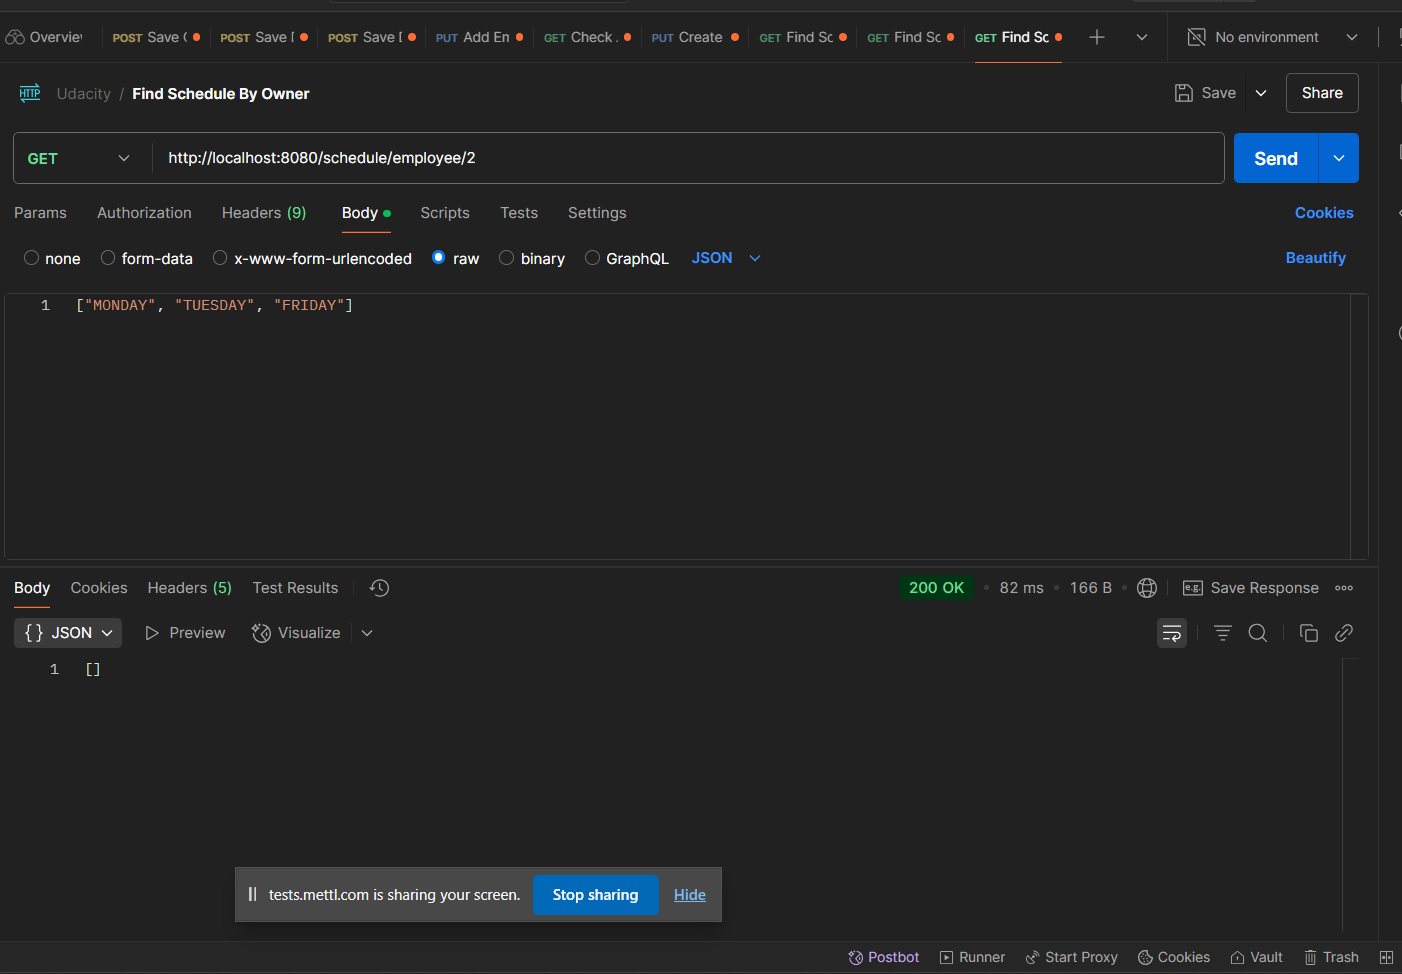 Overvie
POST Save C
POST Save D
POST Save D
PUT Add Em
GET Check
PUT Create
GET Find Sc
GET Find Sc
GET Find Sc
No environment
HTTP Udacity / Find Schedule By Owner
Save
Share
GET
http://localhost:8080/schedule/employee/2
Send
Params Authorization Headers (9) Body Scripts Tests Settings Cookies
none form-data x-www-form-urlencoded raw binary GraphQL JSON Beautify
1 ["MONDAY", "TUESDAY", "FRIDAY"]
Body Cookies Headers (5) Test Results 200 OK 82 ms 166 B e.g. Save Response
{} JSON Preview Visualize
1 []
tests.mettl.com is sharing your screen. Stop sharing Hide
Postbot Runner Start Proxy Cookies Vault Trash